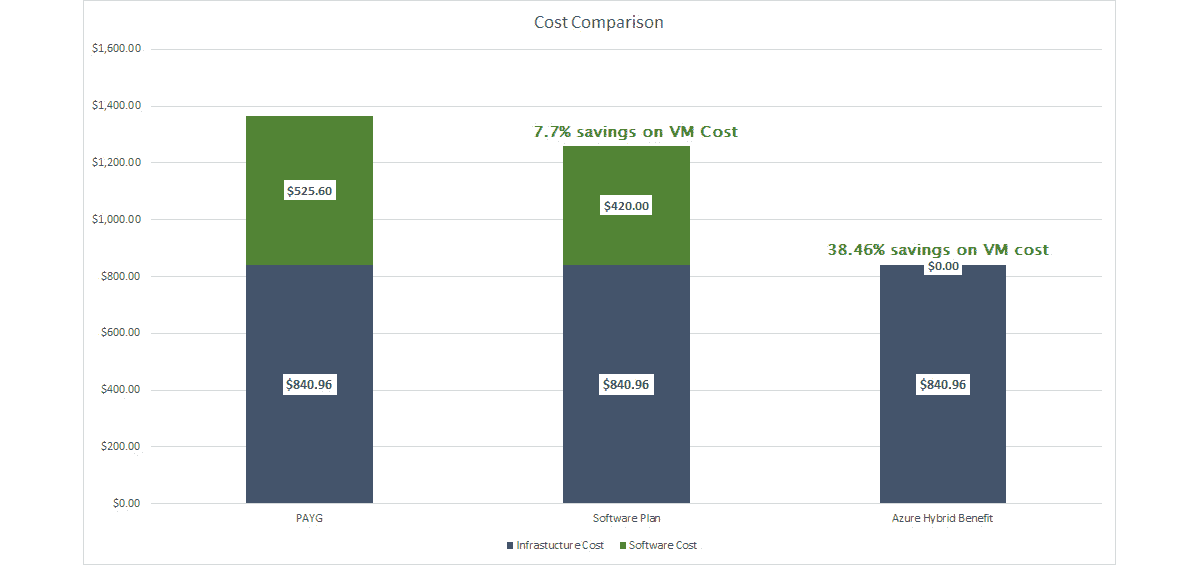 Cost Comparison
$1,600.00
$1,400.00
$1,200.00
$1,000.00
$800.00
$600.00
$400.00
$200.00
$0.00
7.7% savings on VM Cost
38.46% savings on VM cost
$525.60
$420.00
$0.00
$840.96
$840.96
$840.96
PAYG
Software Plan
Azure Hybrid Benefit
Infrastucture Cost
Software Cost